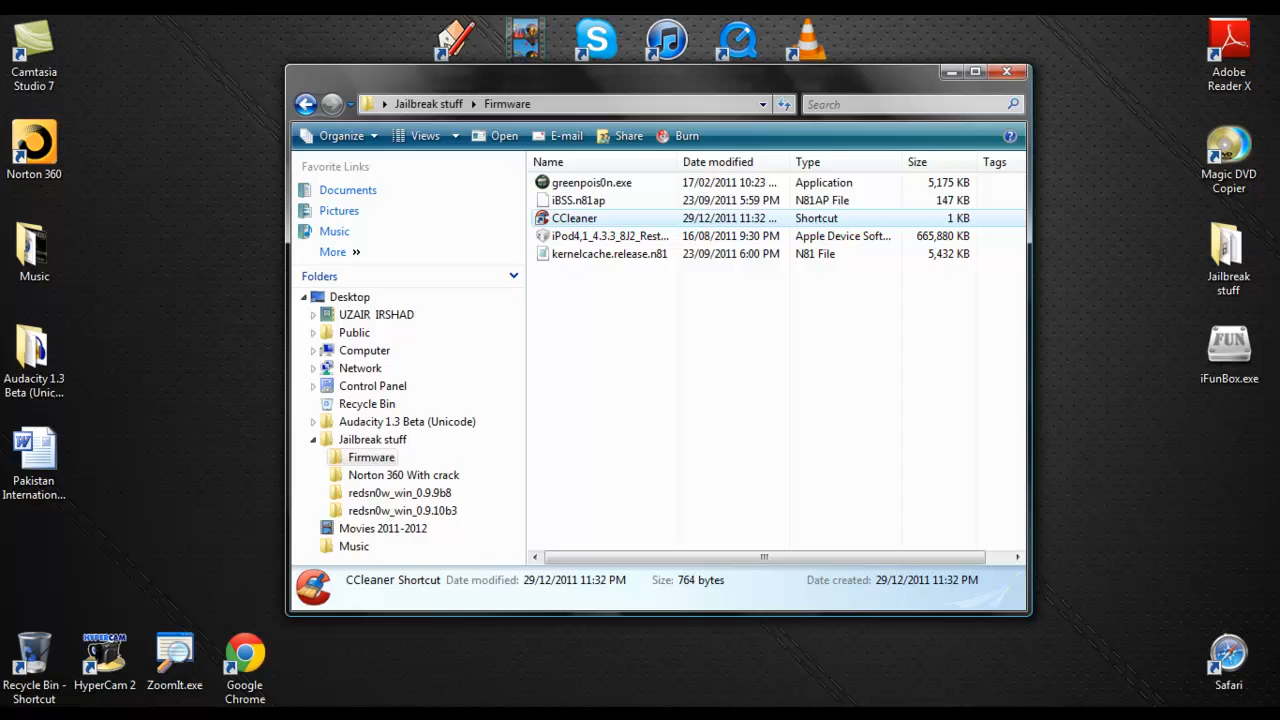 Camtasia
Studio 7
Norton 360
Music
Audacity 1.3
Beta (Unic...
Pakistan
Internation...
Recycle Bin -
Shortcut
HYPERCAM
HyperCam 2
ZoomIt.exe
Google
Chrome
Jailbreak stuff
Firmware
Search
Organize
Views
Open
E-mail
Share
Burn
Favorite Links
Documents
Pictures
Music
More »
Folders
Desktop
UZAIR IRSHAD
Public
Computer
Network
Control Panel
Recycle Bin
Audacity 1.3 Beta (Unicode)
Jailbreak stuff
Firmware
Norton 360 With crack
redsn0w_win_0.9.9b8
redsn0w_win_0.9.10b3
Movies 2011-2012
Music
Name Date modified Type Size Tags
greenpois0n.exe 17/02/2011 10:23 ... Application 5,175 KB
iBSS.n81ap 23/09/2011 5:59 PM N81AP File 147 KB
CCleaner 29/12/2011 11:32 ... Shortcut 1 KB
iPod4,1_4.3.3_8J2_Rest... 16/08/2011 9:30 PM Apple Device Soft... 665,880 KB
kernelcache.release.n81 23/09/2011 6:00 PM N81 File 5,432 KB
CCleaner Shortcut Date modified: 29/12/2011 11:32 PM Size: 764 bytes Date created: 29/12/2011 11:32 PM
Adobe
Reader X
DVD
Magic DVD
Copier
Jailbreak
stuff
FUN
iFunBox.exe
Safari